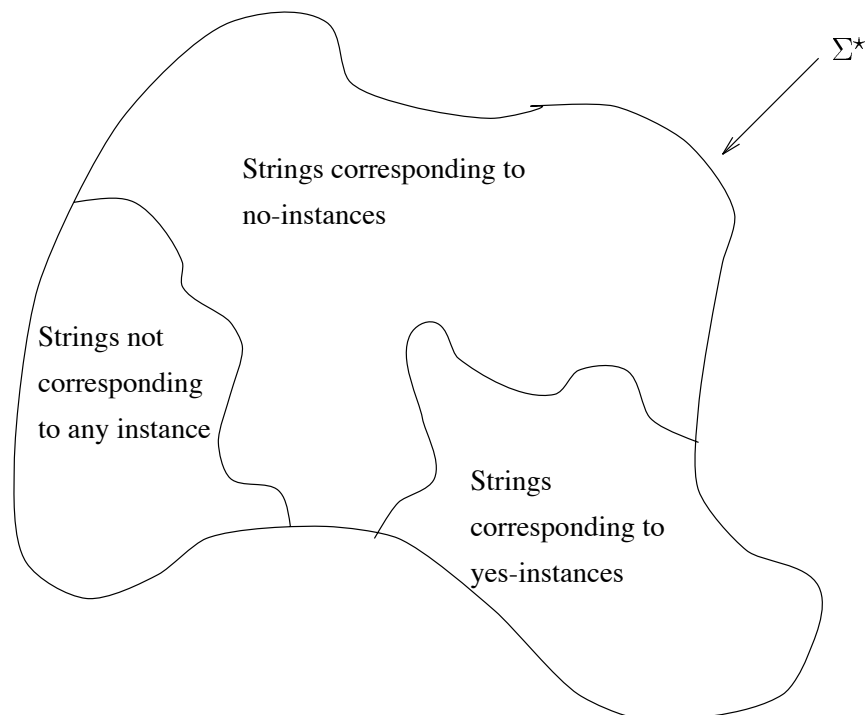 Σ*
Strings corresponding to
no-instances
Strings not
corresponding
to any instance
Strings
corresponding to
yes-instances